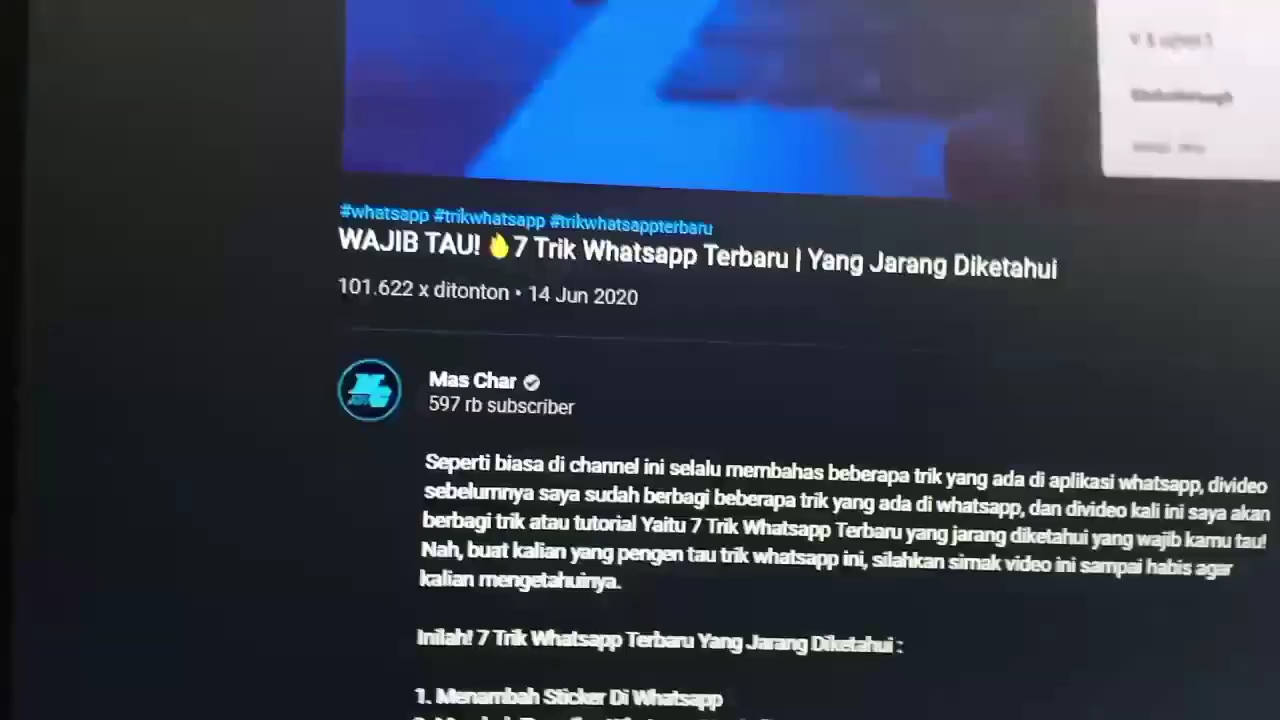 #whatsapp #trikwhatsapp #trikwhatsappterbaru
WAJIB TAU! 🔥7 Trik Whatsapp Terbaru | Yang Jarang Diketahui
101.622 x ditonton • 14 Jun 2020
Mas Char
597 rb subscriber
Seperti biasa di channel ini selalu membahas beberapa trik yang ada di aplikasi whatsapp, divideo
sebelumnya saya sudah berbagi beberapa trik yang ada di whatsapp, dan divideo kali ini saya akan
berbagi trik atau tutorial Yaitu 7 Trik Whatsapp Terbaru yang jarang diketahui yang wajib kamu tau!
Nah, buat kalian yang pengen tau trik whatsapp ini, silahkan simak video ini sampai habis agar
kalian mengetahuinya.
Inilah! 7 Trik Whatsapp Terbaru Yang Jarang Diketahui :
1. Menambah Sticker Di Whatsapp